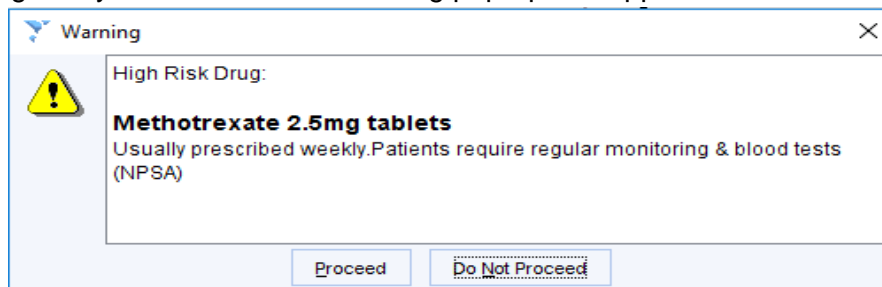 Warning
High Risk Drug:
Methotrexate 2.5mg tablets
Usually prescribed weekly.Patients require regular monitoring & blood tests
(NPSA)
Proceed
Do Not Proceed